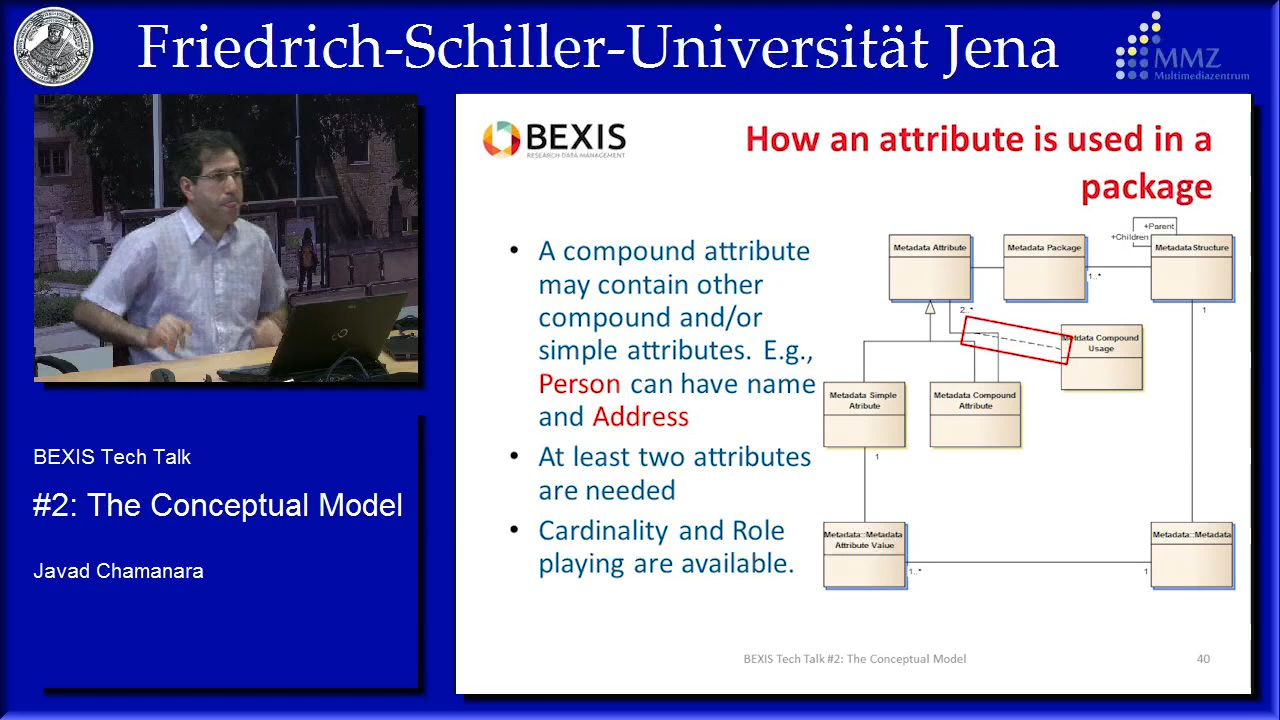 Friedrich-Schiller-Universität Jena
MMZ
Multimediazentrum
BEXIS
RESEARCH DATA MANAGEMENT
How an attribute is used in a
package
• A compound attribute
may contain other
compound and/or
simple attributes. E.g.,
Person can have name
and Address
• At least two attributes
are needed
• Cardinality and Role
playing are available.
+Parent
+Children
Metadata Attribute
Metadata Package
MetadataStructure
1..*
2..*
1
Metdata Compound
Usage
Metadata Simple
Atribute
Metadata Compound
Attribute
1
Metadata::Metadata
Attribute Value
Metadata::Metadata
1..*
1
BEXIS Tech Talk #2: The Conceptual Model
40
BEXIS Tech Talk
#2: The Conceptual Model
Javad Chamanara